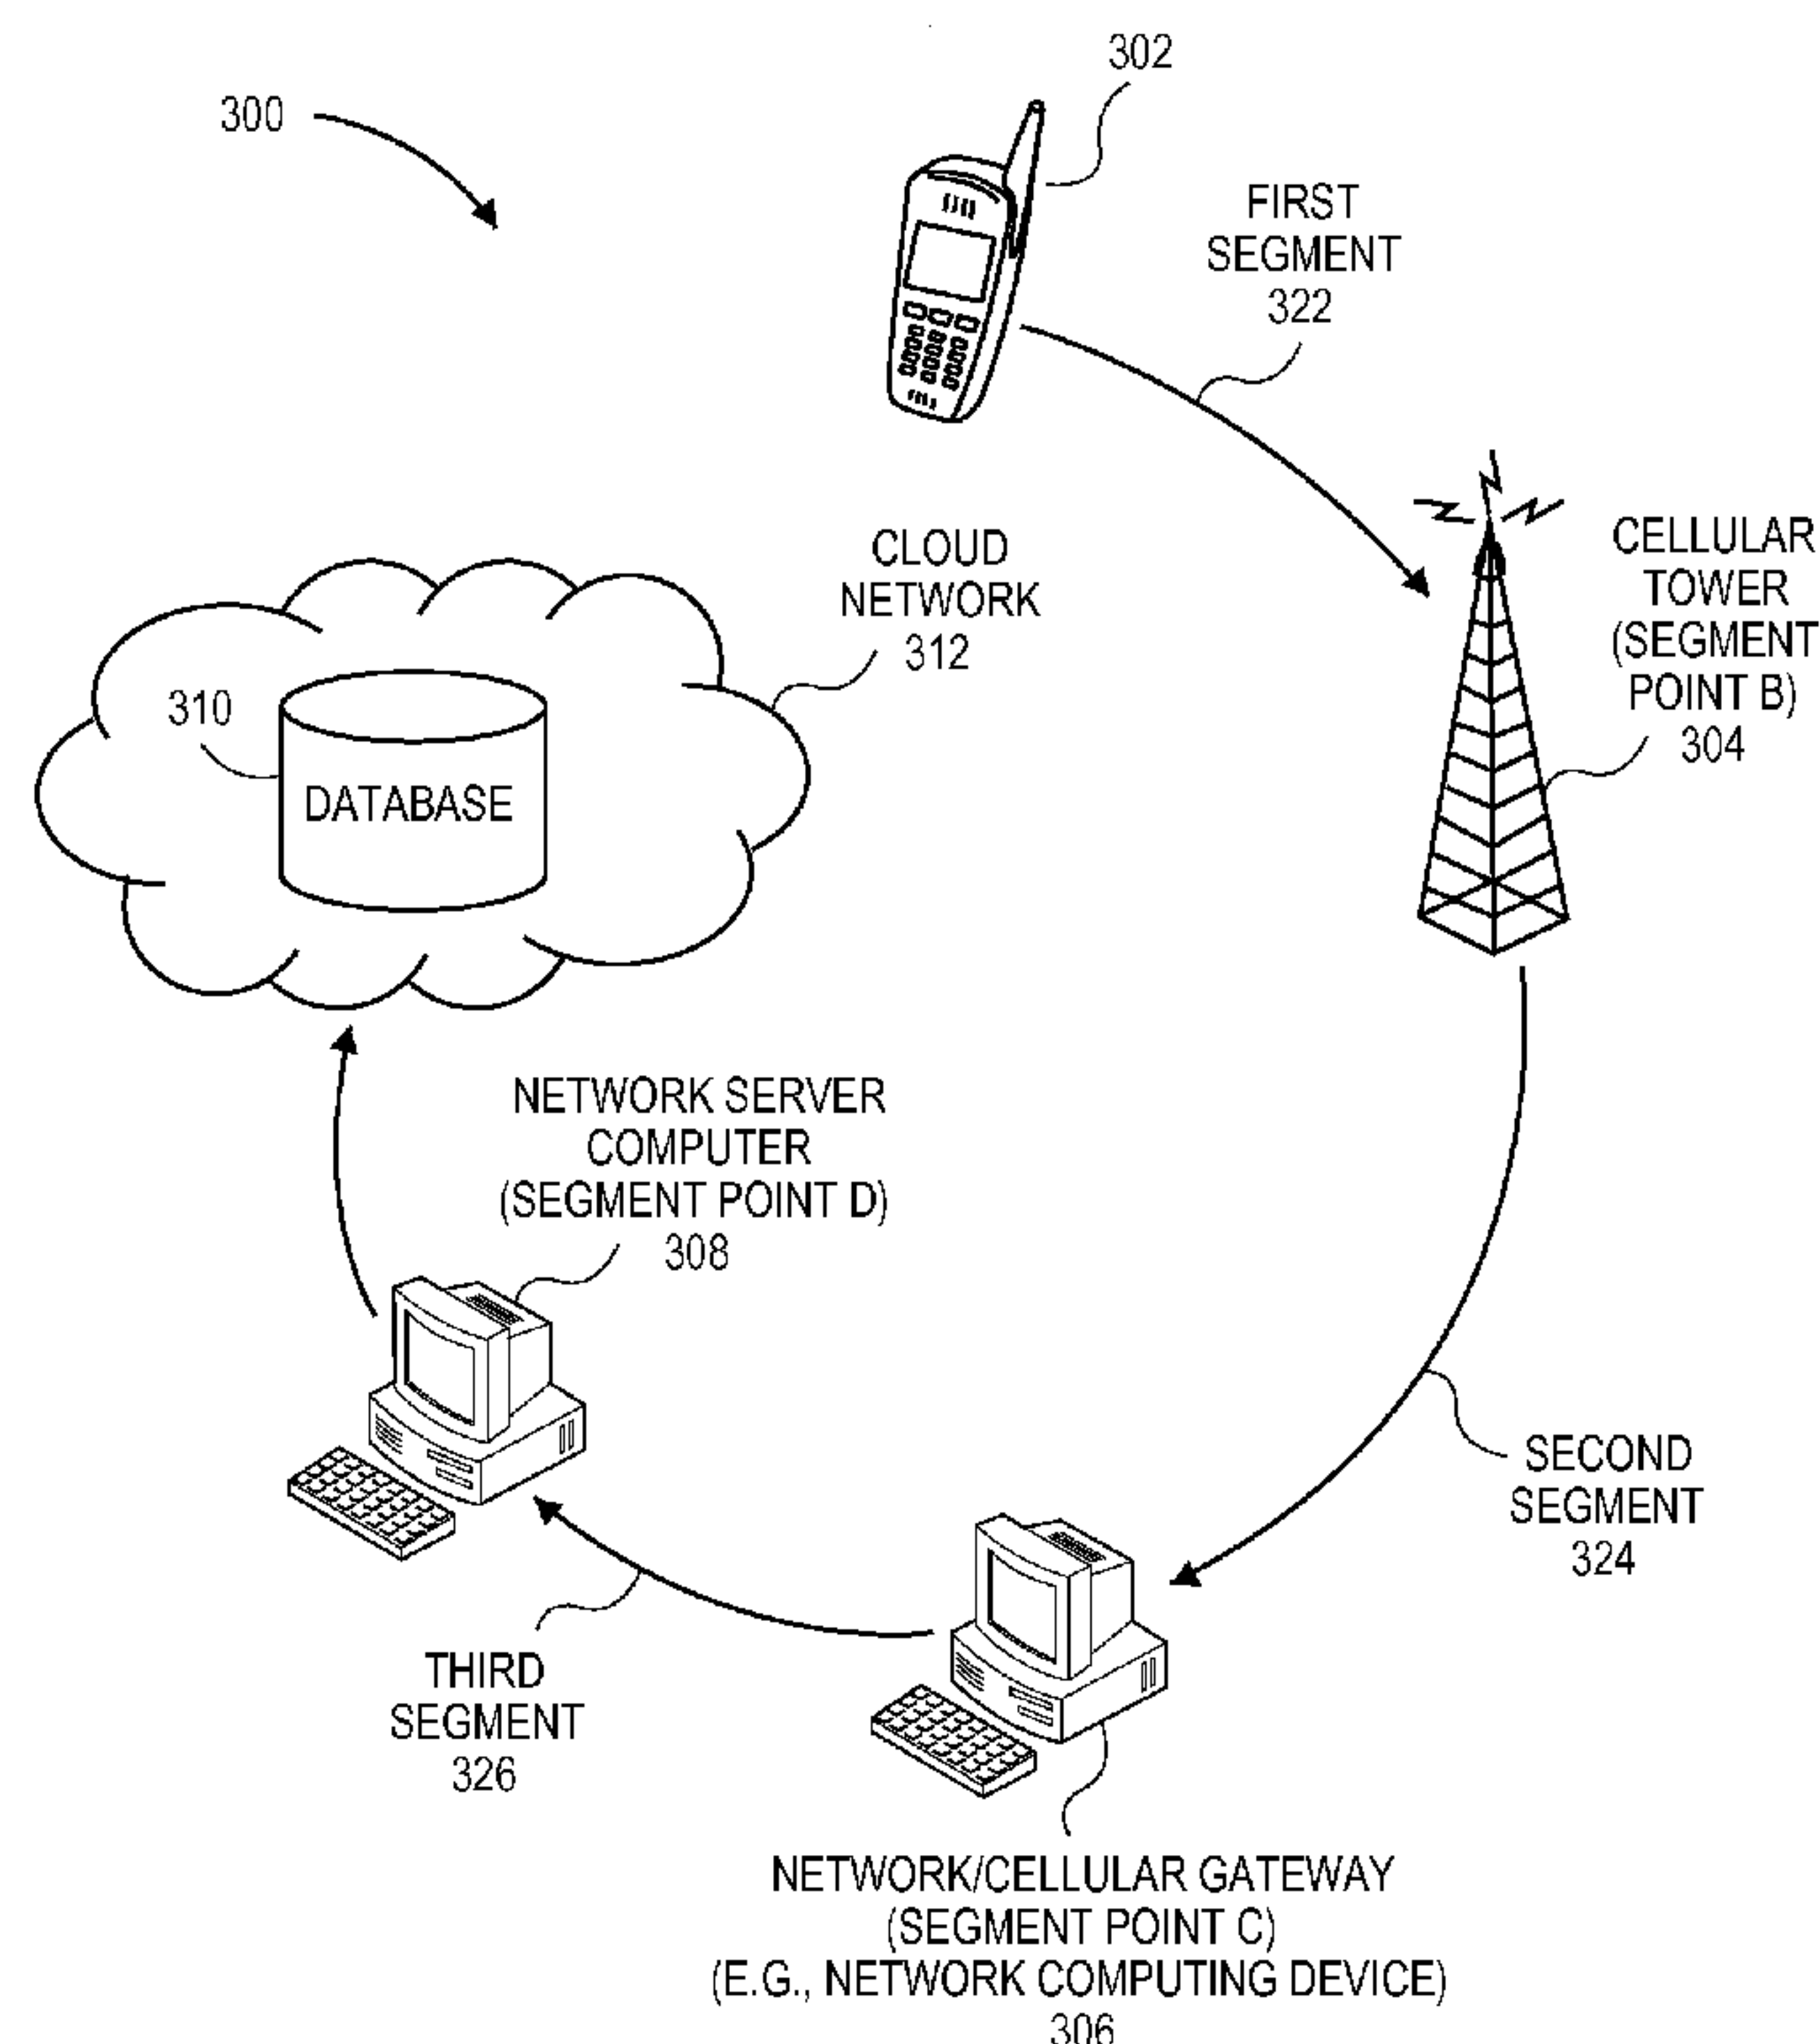 302
300
FIRST
SEGMENT
322
CLOUD
NETWORK
312
CELLULAR
TOWER
(SEGMENT
POINT B)
304
310
DATABASE
NETWORK SERVER
COMPUTER
(SEGMENT POINT D)
308
SECOND
SEGMENT
324
THIRD
SEGMENT
326
NETWORK/CELLULAR GATEWAY
(SEGMENT POINT C)
(E.G., NETWORK COMPUTING DEVICE)
306